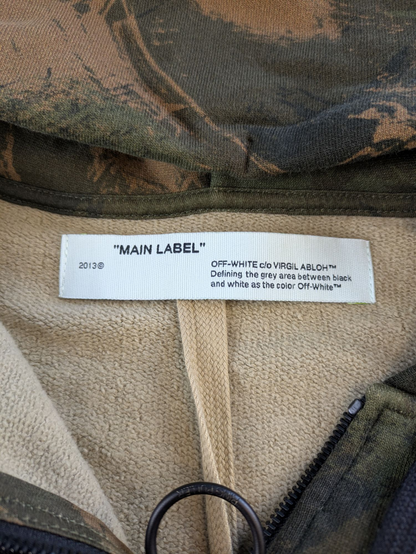 "MAIN LABEL"
2013©
OFF-WHITE c/o VIRGIL ABLOH™
Defining the grey area between black
and white as the color Off-White™